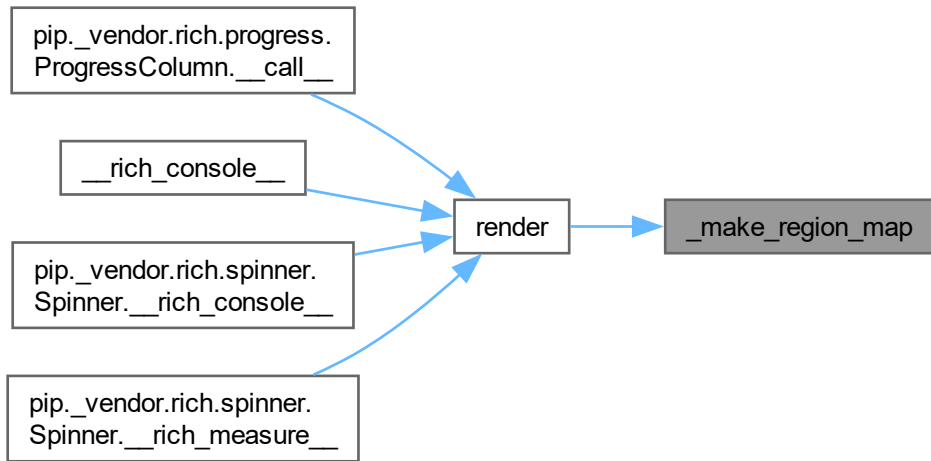 pip._vendor.rich.progress.
ProgressColumn.__call__
__rich_console__
render
_make_region_map
pip._vendor.rich.spinner.
Spinner.__rich_console__
pip._vendor.rich.spinner.
Spinner.__rich_measure__